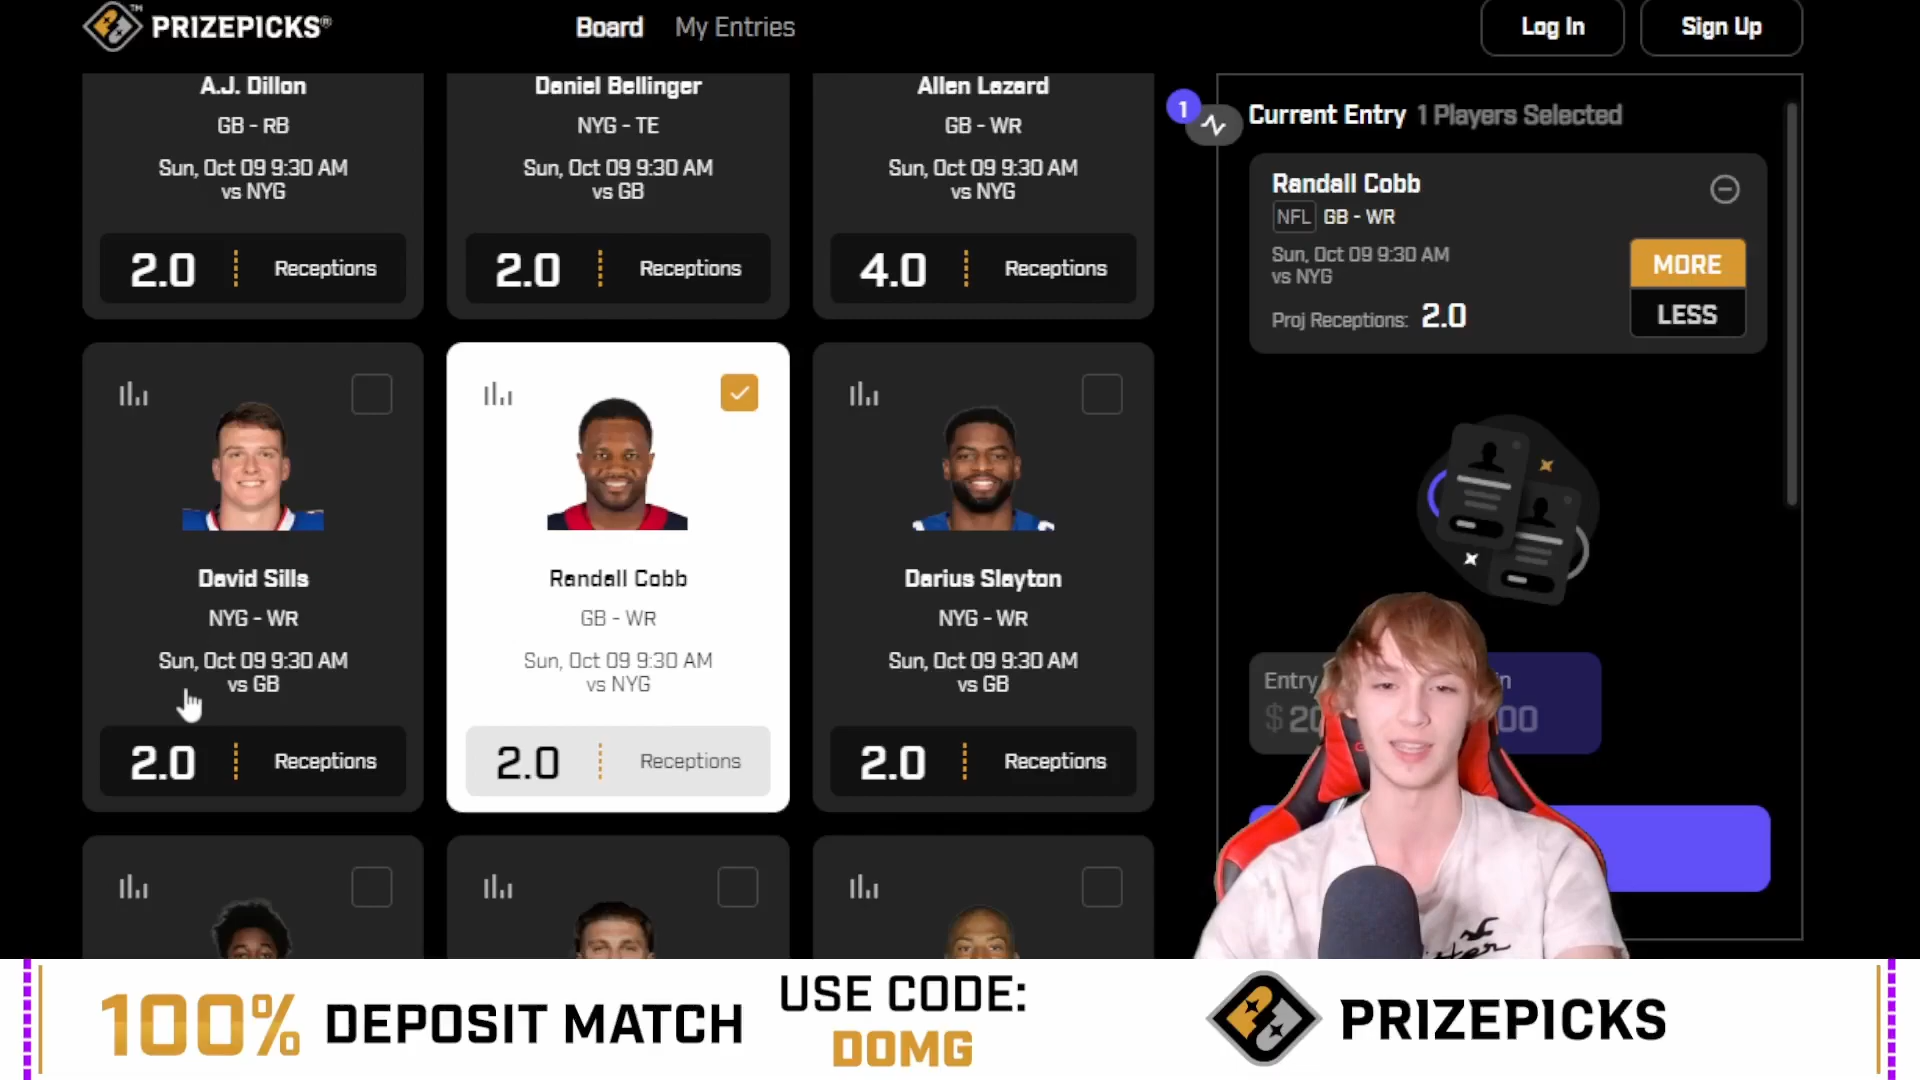 PRIZEPICKS®
Board
My Entries
Log In
Sign Up
A.J. Dillon
GB - RB
Sun, Oct 09 9:30 AM
vs NYG
2.0
Receptions
Daniel Bellinger
NYG - TE
Sun, Oct 09 9:30 AM
vs GB
2.0
Receptions
Allen Lazard
GB - WR
Sun, Oct 09 9:30 AM
vs NYG
4.0
Receptions
David Sills
NYG - WR
Sun, Oct 09 9:30 AM
vs GB
2.0
Receptions
Randall Cobb
GB - WR
Sun, Oct 09 9:30 AM
vs NYG
2.0
Receptions
Darius Slayton
NYG - WR
Sun, Oct 09 9:30 AM
vs GB
2.0
Receptions
1
Current Entry 1 Players Selected
Randall Cobb
NFL GB - WR
Sun, Oct 09 9:30 AM
vs NYG
Proj Receptions: 2.0
MORE
LESS
Entry
100% DEPOSIT MATCH
USE CODE:
DOMG
PRIZEPICKS